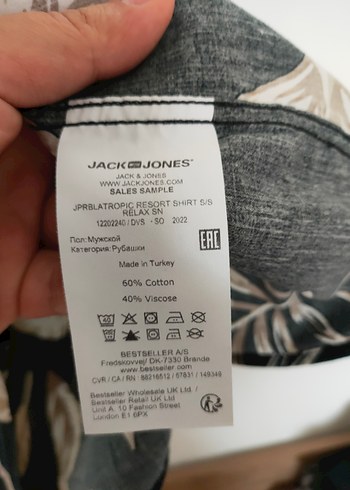 JACK & JONES®
JACK & JONES
WWW.JACKJONES.COM
SALES SAMPLE
JPRBLATROPIC RESORT SHIRT S/S
RELAX SN
12202240 / DVS - SO 2022
Пол: Мужской
Категория: Рубашки
EAC
Made in Turkey
60% Cotton
40% Viscose
40
BESTSELLER A/S
Fredskovvej DK-7330 Brande
www.bestseller.com
CVR / CA / RN : 88216512 / 57831 / 149349
Bestseller Wholesale UK Ltd. /
Bestseller Retail UK Ltd
Unit A, 10 Fashion Street
London E1 6PX